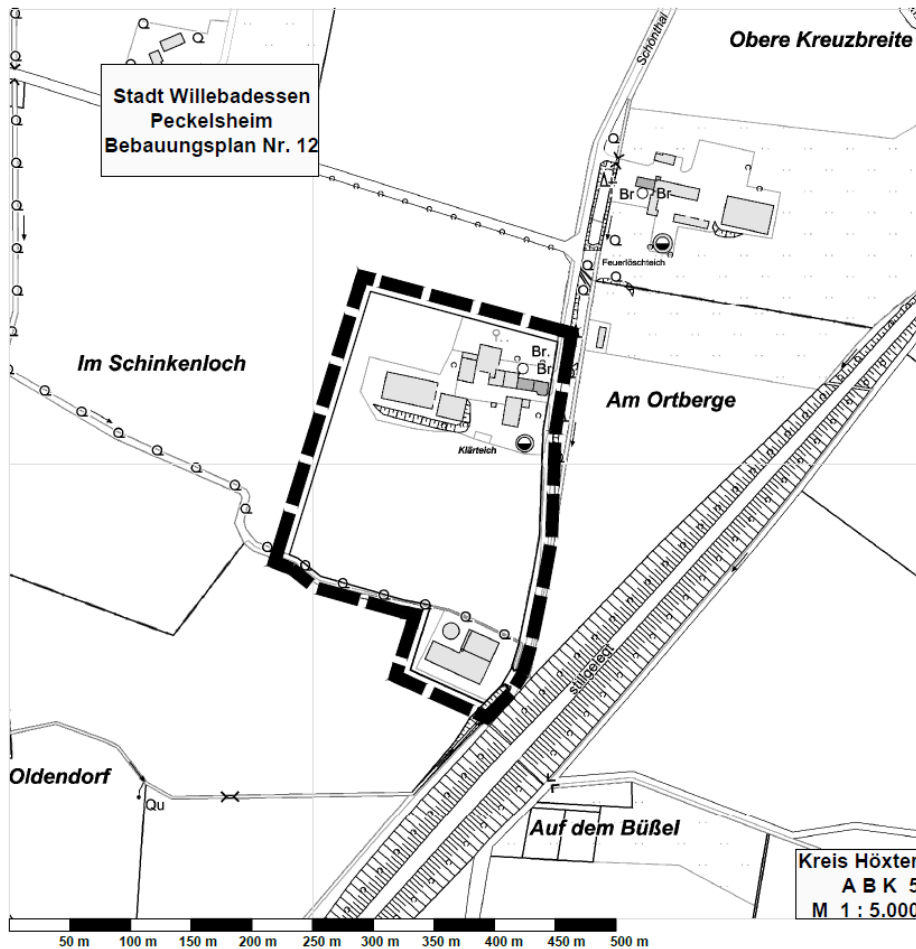 Obere Kreuzbreite
Schönthal
Stadt Willebadessen
Peckelsheim
Bebauungsplan Nr. 12
Br
Br
Feuerlöschteich
Im Schinkenloch
Br.
Br
Am Ortberge
Klärteich
stillgelegt
Oldendorf
Qu
Auf dem Büßel
Kreis Höxter
A B K 5
M 1 : 5.000
50 m 100 m 150 m 200 m 250 m 300 m 350 m 400 m 450 m 500 m